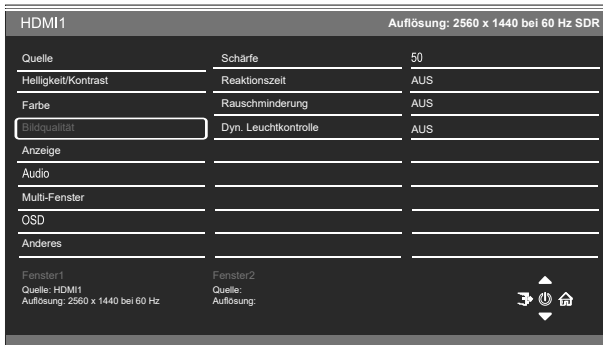 HDMI1 Auflösung: 2560 x 1440 bei 60 Hz SDR
Quelle Schärfe 50
Helligkeit/Kontrast Reaktionszeit AUS
Farbe Rauschminderung AUS
Bildqualität Dyn. Leuchtkontrolle AUS
Anzeige
Audio
Multi-Fenster
OSD
Anderes
Fenster1 Fenster2
Quelle: HDMI1 Quelle:
Auflösung: 2560 x 1440 bei 60 Hz Auflösung: